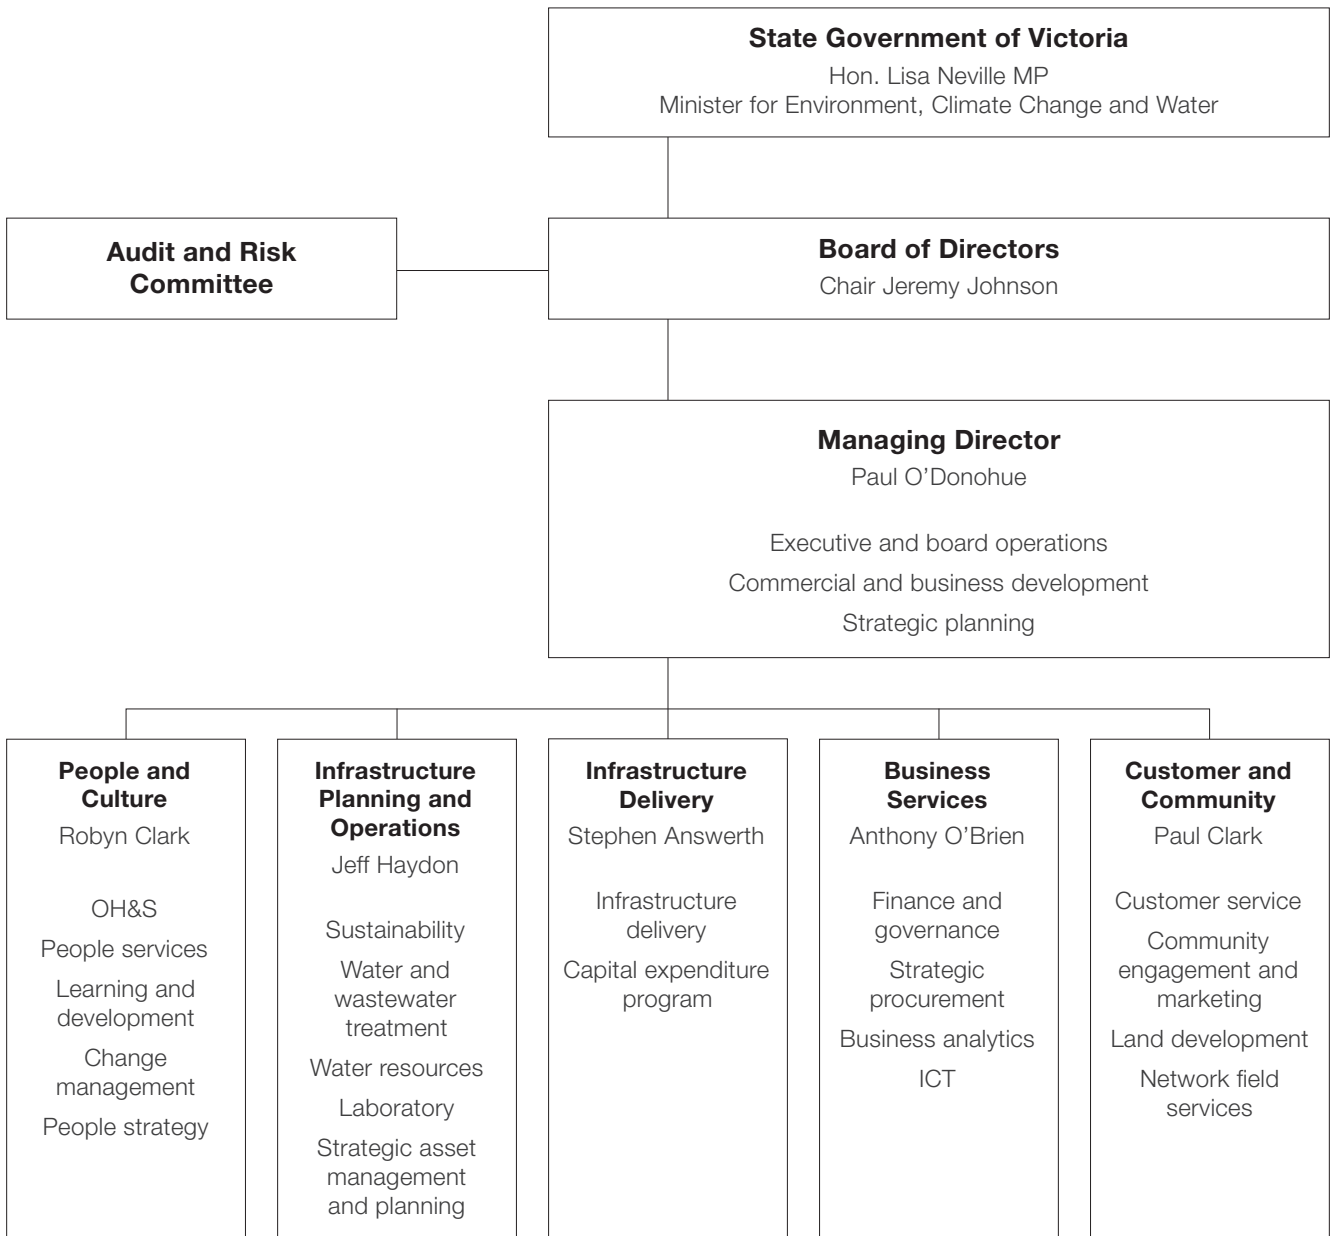 State Government of Victoria
Hon. Lisa Neville MP
Minister for Environment, Climate Change and Water
Audit and Risk
Committee
Board of Directors
Chair Jeremy Johnson
Managing Director
Paul O’Donohue
Executive and board operations
Commercial and business development
Strategic planning
People and
Culture
Robyn Clark
OH&S
People services
Learning and
development
Change
management
People strategy
Infrastructure
Planning and
Operations
Jeff Haydon
Sustainability
Water and
wastewater
treatment
Water resources
Laboratory
Strategic asset
management
and planning
Infrastructure
Delivery
Stephen Answerth
Infrastructure
delivery
Capital expenditure
program
Business
Services
Anthony O’Brien
Finance and
governance
Strategic
procurement
Business analytics
ICT
Customer and
Community
Paul Clark
Customer service
Community
engagement and
marketing
Land development
Network field
services